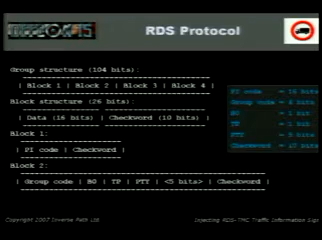 RDS Protocol
Group structure (104 bits):
| Block 1 | Block 2 | Block 3 | Block 4 |
Block structure (26 bits):
| Data (16 bits) | Checkword (10 bits) |
Block 1:
| PI code | Checkword |
Block 2:
| Group code | B0 | TP | PTY | <5 bits> | Checkword |
PI code = 16 bits
Group code = 4 bits
B0 = 1 bit
TP = 1 bit
PTY = 5 bits
Checkword = 10 bits
Copyright 2007 Inverse Path Ltd
Injecting RDS-TMC Traffic Information Sign